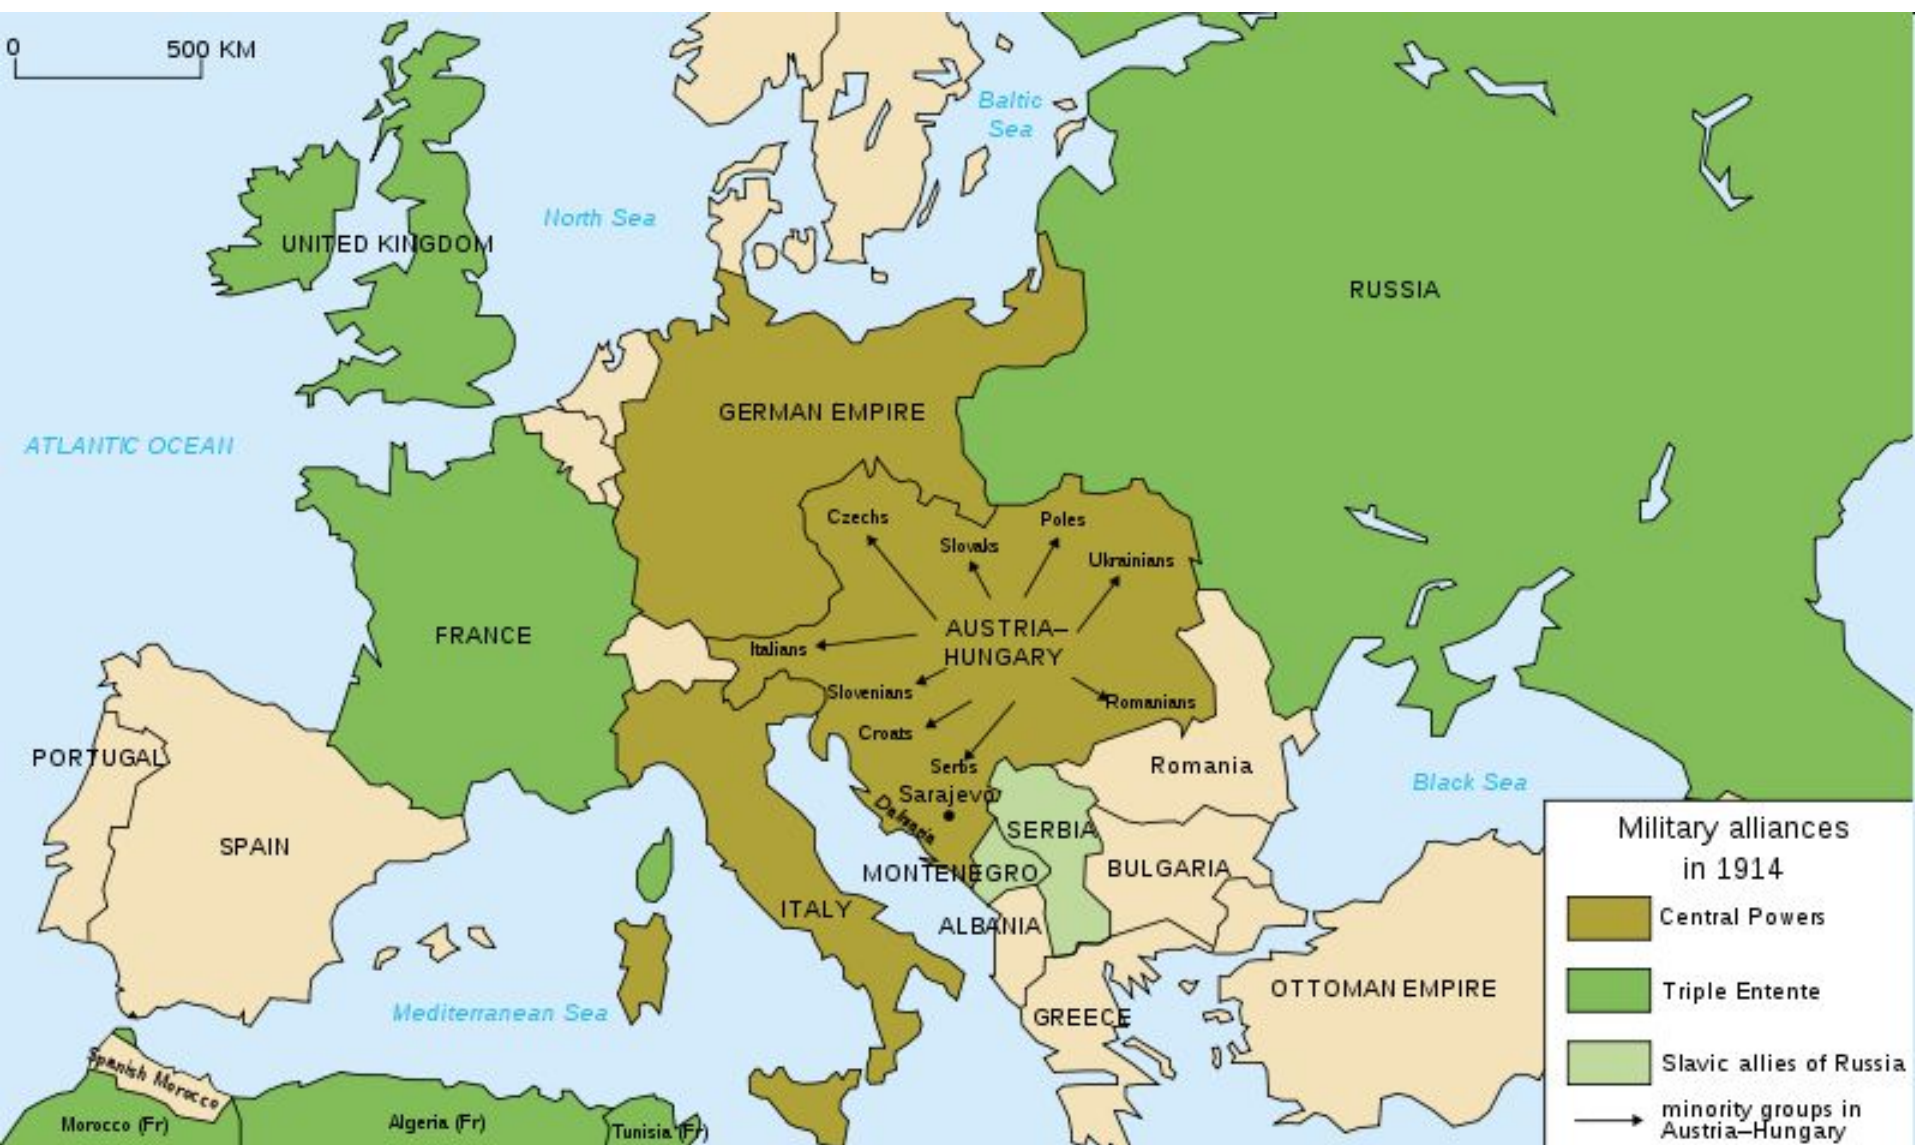 0 500 KM
Baltic
Sea
North Sea
UNITED KINGDOM
RUSSIA
GERMAN EMPIRE
ATLANTIC OCEAN
Czechs
Poles
Slovaks
Ukrainians
AUSTRIA–
HUNGARY
FRANCE
Italians
Slovenians
Romanians
Croats
Serbs
PORTUGAL
Romania
Black Sea
Sarajevo
Dalmatia
SERBIA
SPAIN
MONTENEGRO
BULGARIA
ITALY
ALBANIA
OTTOMAN EMPIRE
Mediterranean Sea
GREECE
Spanish Morocco
Morocco (Fr)
Algeria (Fr)
Tunisia (Fr)
Military alliances
in 1914
Central Powers
Triple Entente
Slavic allies of Russia
minority groups in
Austria–Hungary